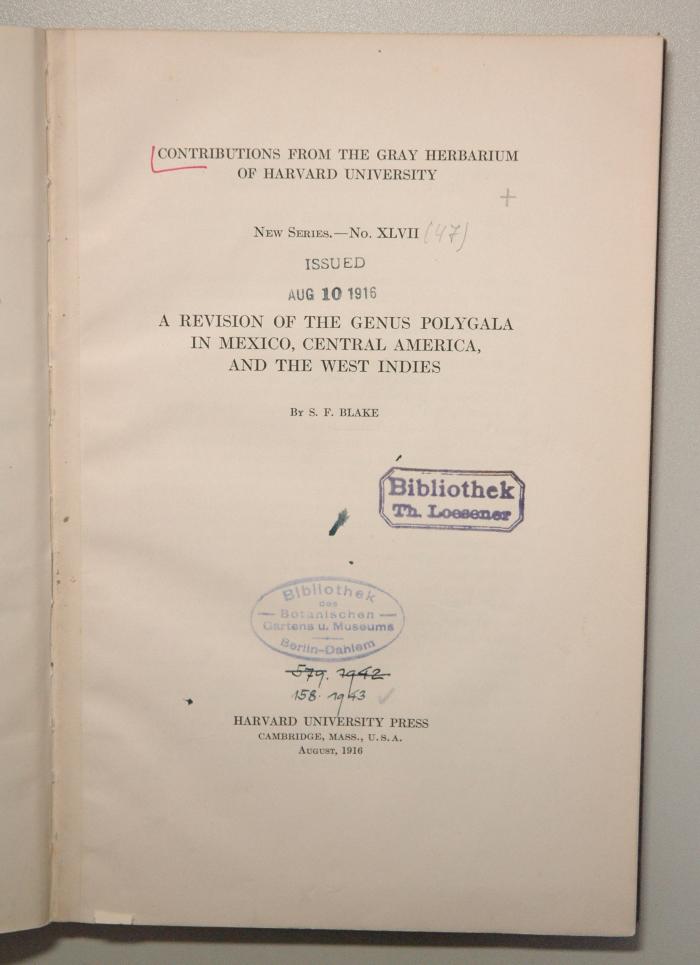 CONTRIBUTIONS FROM THE GRAY HERBARIUM
OF HARVARD UNIVERSITY
+
New Series.—No. XLVII (47)
ISSUED
AUG 10 1916
A REVISION OF THE GENUS POLYGALA
IN MEXICO, CENTRAL AMERICA,
AND THE WEST INDIES
By S. F. BLAKE
Bibliothek
Th. Loesener
Bibliothek
des
Botanischen
Gartens u. Museums
Berlin-Dahlem
579. 1942
158. 1943
HARVARD UNIVERSITY PRESS
CAMBRIDGE, MASS., U.S.A.
August, 1916